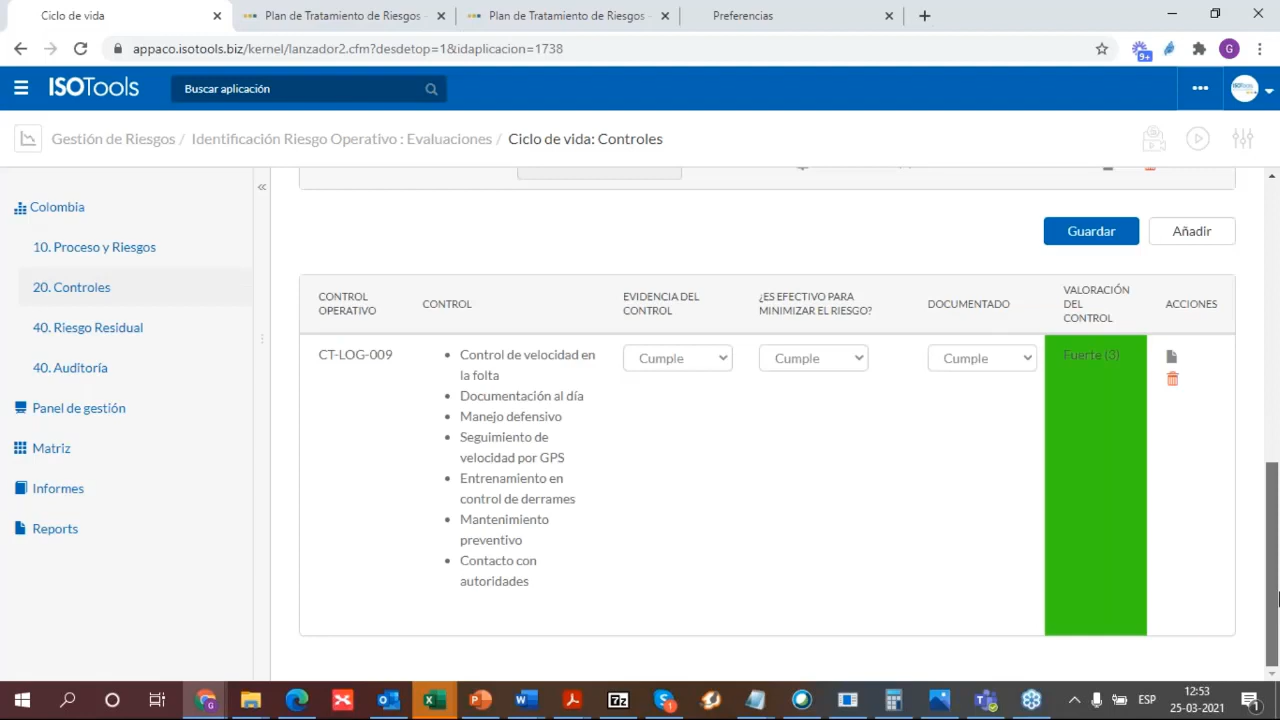 Ciclo de vida
Plan de Tratamiento de Riesgos -
Plan de Tratamiento de Riesgos -
Preferencias
appaco.isotools.biz/kernel/lanzador2.cfm?desdetop=1&idaplicacion=1738
9+
G
ISOTools
Buscar aplicación
Gestión de Riesgos / Identificación Riesgo Operativo : Evaluaciones / Ciclo de vida: Controles
Colombia
10. Proceso y Riesgos
20. Controles
40. Riesgo Residual
40. Auditoría
Panel de gestión
Matriz
Informes
Reports
Guardar
Añadir
CONTROL
OPERATIVO
CONTROL
EVIDENCIA DEL
CONTROL
¿ES EFECTIVO PARA
MINIMIZAR EL RIESGO?
DOCUMENTADO
VALORACIÓN
DEL
CONTROL
ACCIONES
CT-LOG-009
• Control de velocidad en
la folta
• Documentación al día
• Manejo defensivo
• Seguimiento de
velocidad por GPS
• Entrenamiento en
control de derrames
• Mantenimiento
preventivo
• Contacto con
autoridades
Cumple
Cumple
Cumple
Fuerte (3)
ESP
12:53
25-03-2021